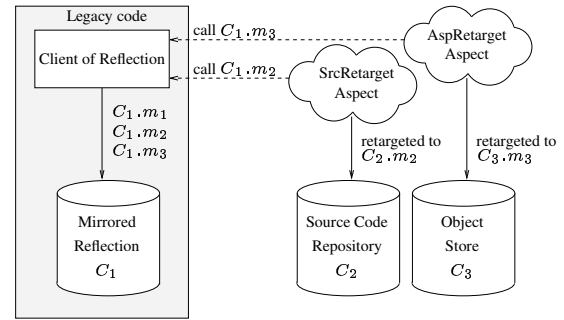 Legacy code
Client of Reflection
call C₁.m₃
call C₁.m₂
AspRetarget
Aspect
SrcRetarget
Aspect
C₁.m₁
C₁.m₂
C₁.m₃
retargeted to
C₂.m₂
retargeted to
C₃.m₃
Mirrored
Reflection
C₁
Source Code
Repository
C₂
Object
Store
C₃